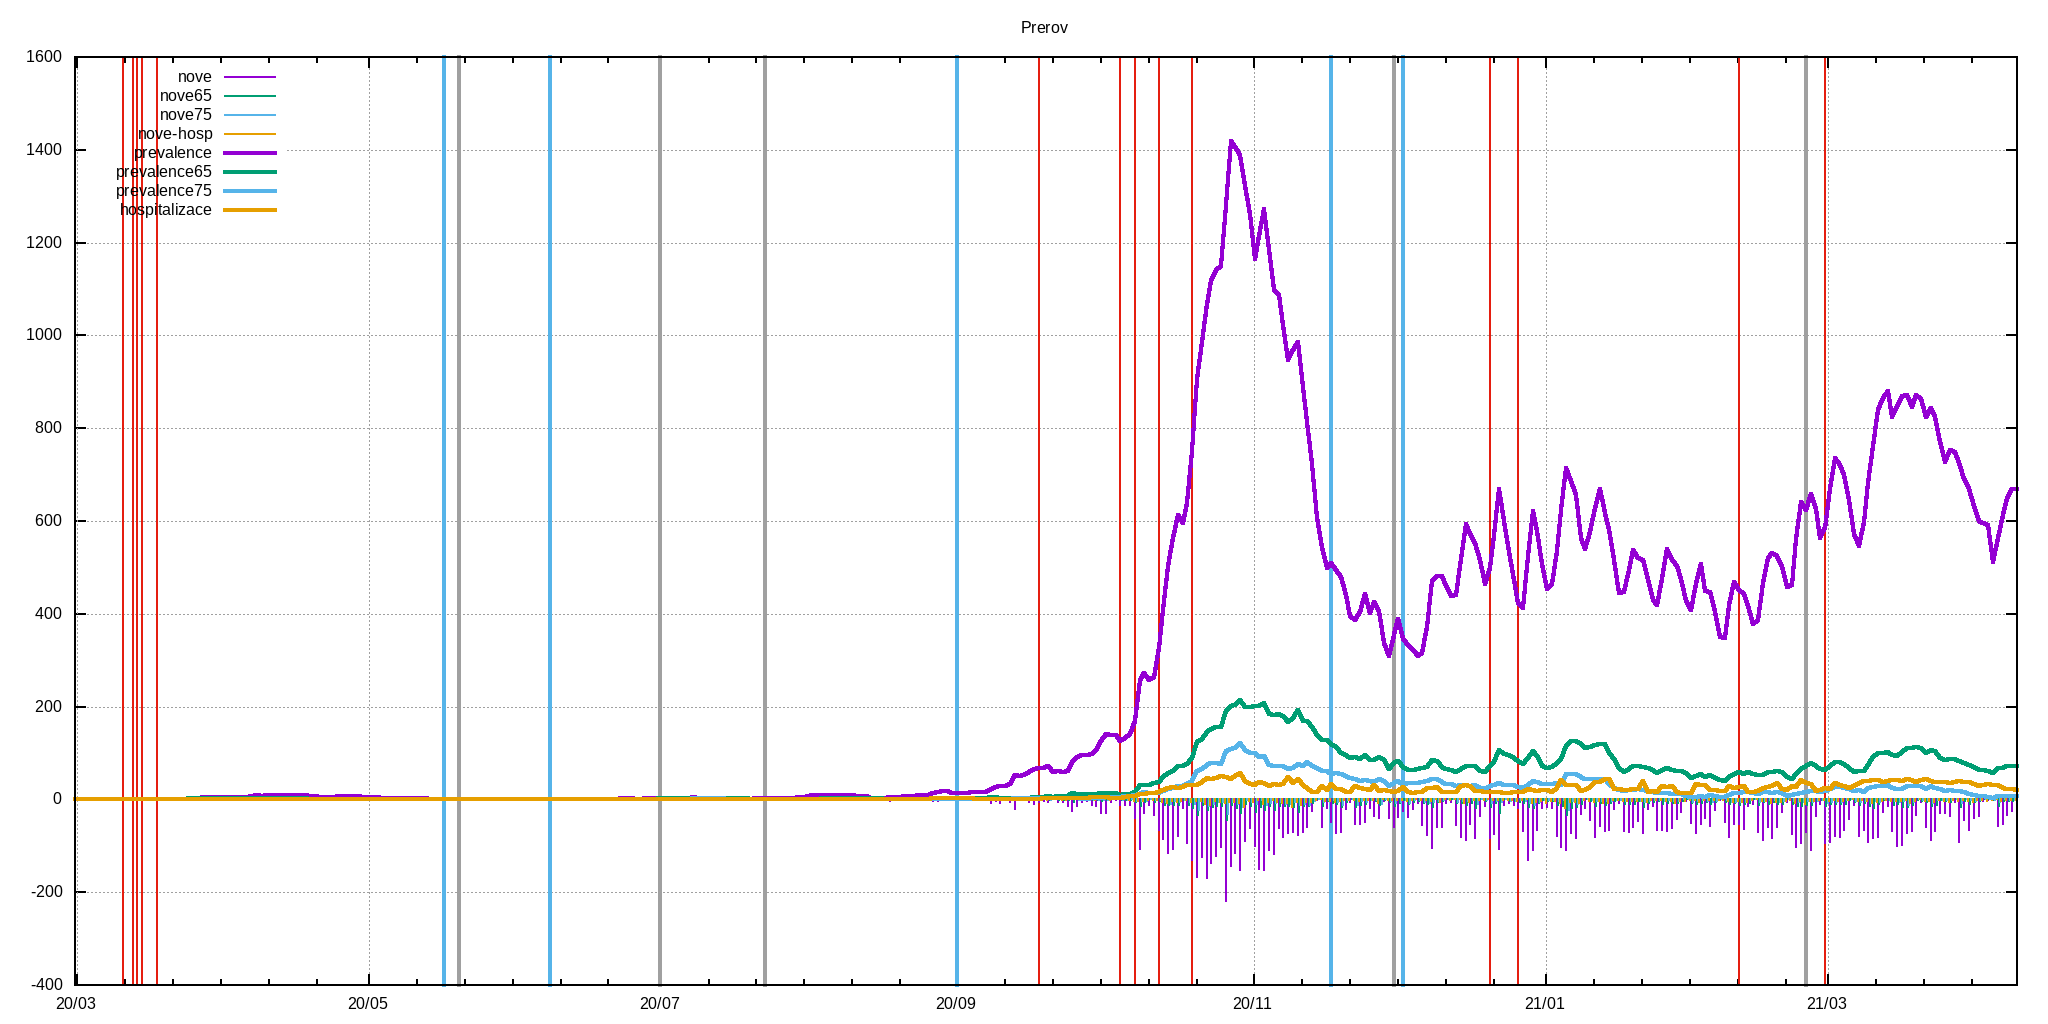 Prerov
1600
1400
1200
1000
800
600
400
200
0
-200
-400
nove
nove65
nove75
nove-hosp
prevalence
prevalence65
prevalence75
hospitalizace
20/03 20/05 20/07 20/09 20/11 21/01 21/03